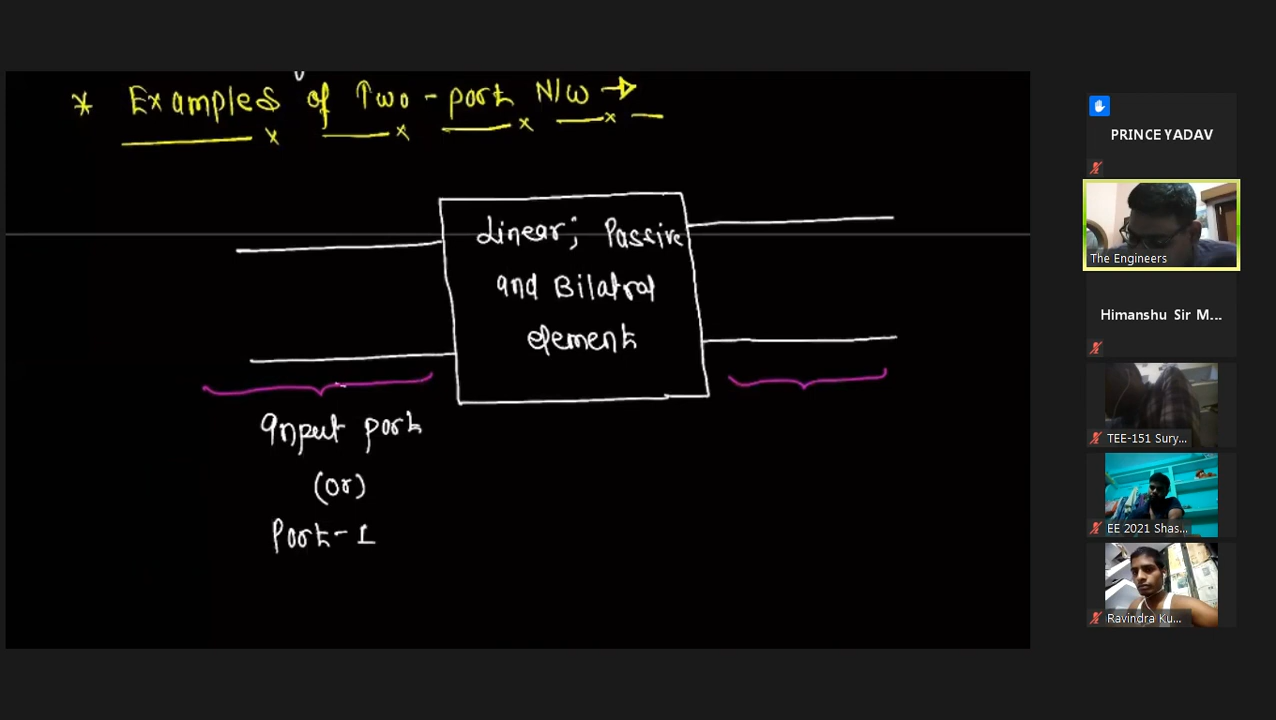 * Examples of Two-port N/W →
Linear; Passive
and Bilatral
element
Input port
(or)
Port-1
PRINCE YADAV
The Engineers
Himanshu Sir M...
TEE-151 Sury...
EE 2021 Shas...
Ravindra Ku...